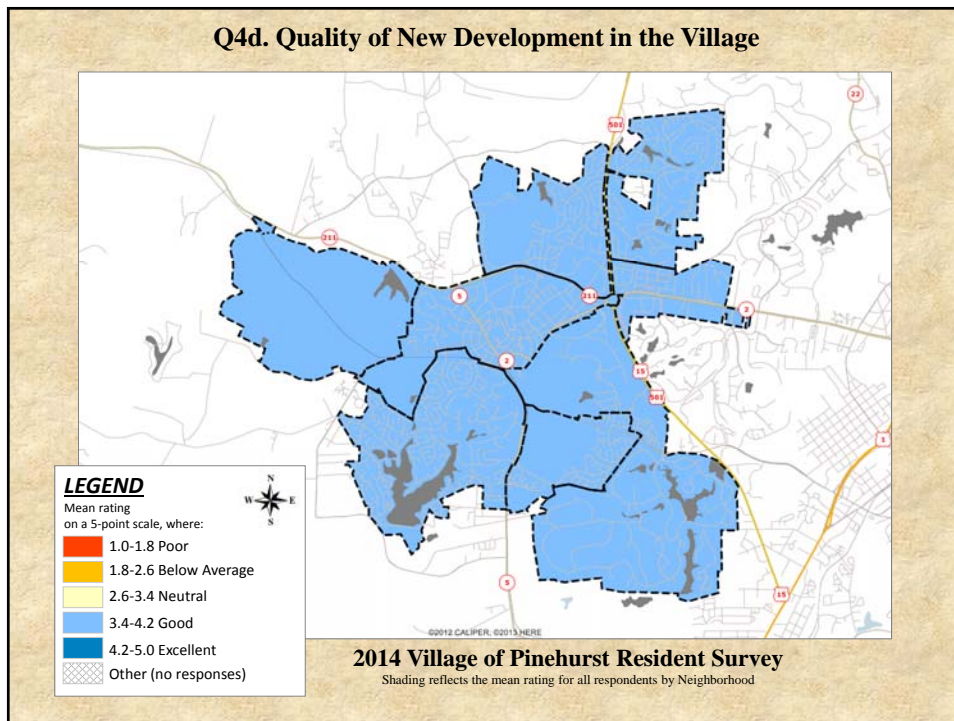 Q4d. Quality of New Development in the Village
22
501
211
5
211
2
2
15
501
1
5
15
©2012 CALIPER, ©2013 HERE
LEGEND
Mean rating
on a 5-point scale, where:
1.0-1.8 Poor
1.8-2.6 Below Average
2.6-3.4 Neutral
3.4-4.2 Good
4.2-5.0 Excellent
Other (no responses)
N
W E
S
2014 Village of Pinehurst Resident Survey
Shading reflects the mean rating for all respondents by Neighborhood